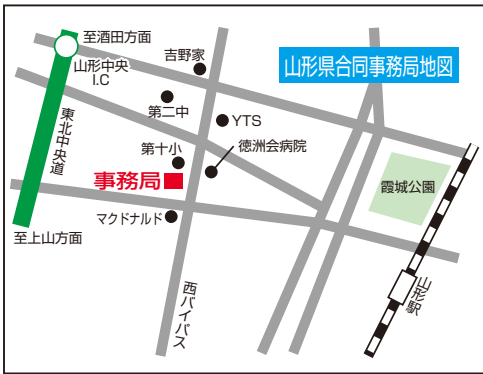 至酒田方面
山形中央
I.C
吉野家
山形県合同事務局地図
第二中
YTS
東北中央道
第十小
徳洲会病院
事務局
霞城公園
マクドナルド
至上山方面
西バイパス
山形駅